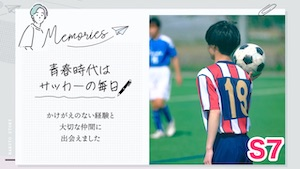 Memories
青春時代は
サッカーの毎日
かけがえのない経験と
大切な仲間に
出会えました
19
S7